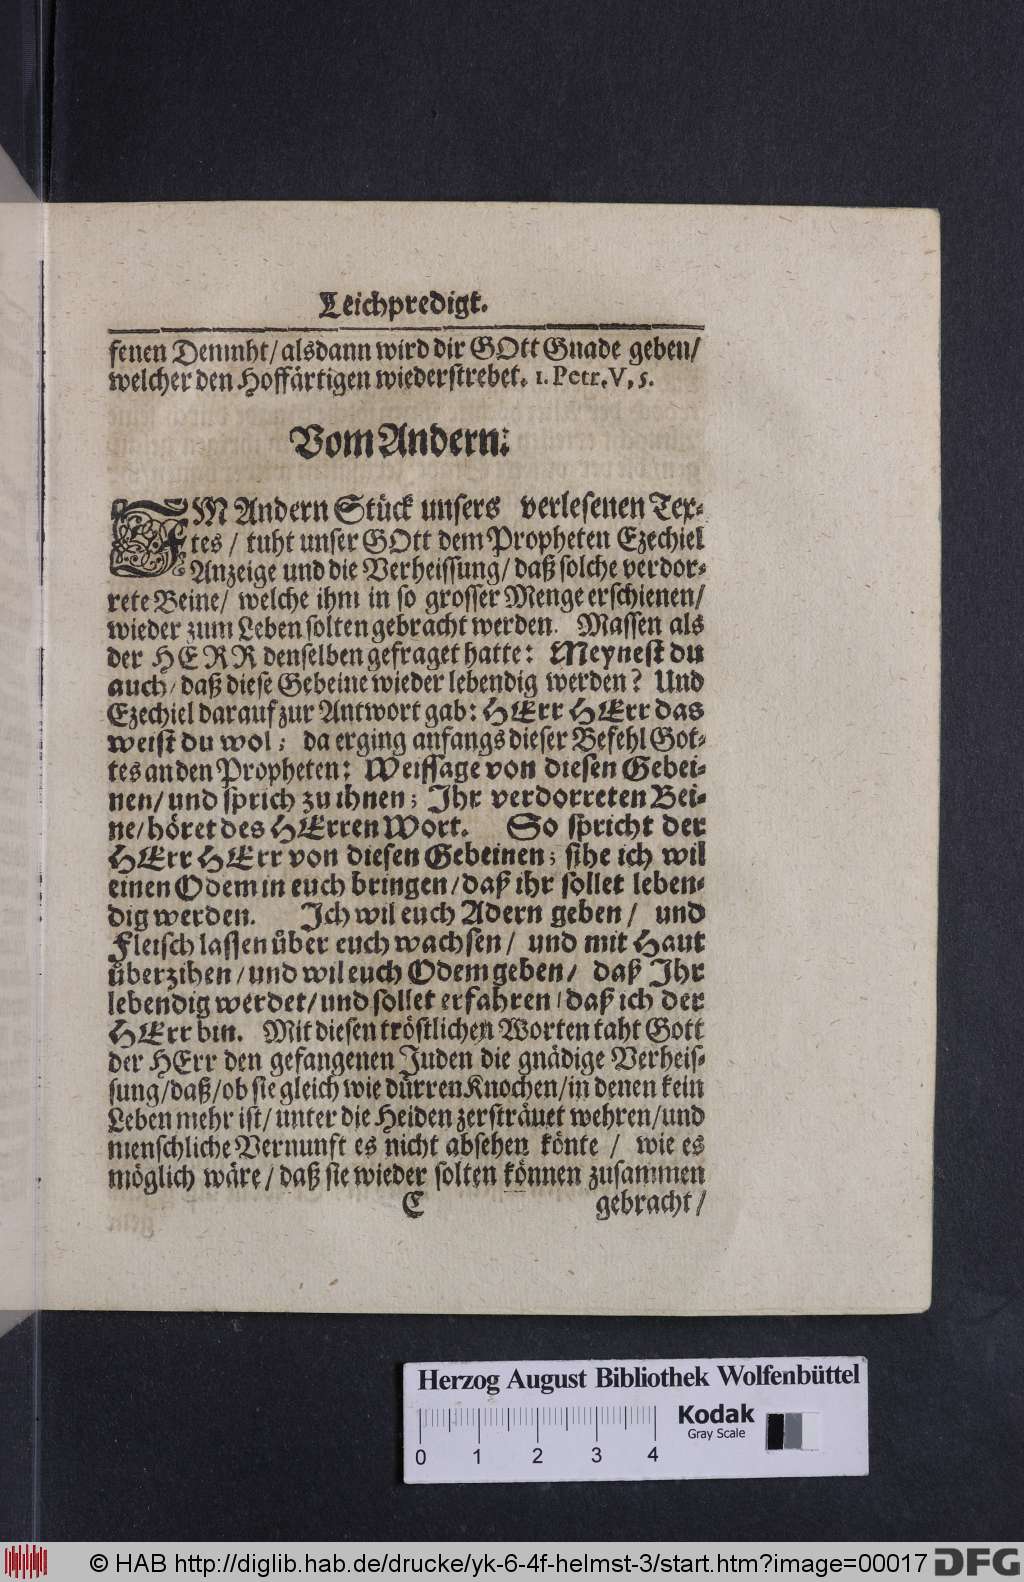 Leichpredigt.
fenen Demuht/ alsdann wird dir GOtt Gnade geben/
welcher den Hoffärtigen wiederstrebet. 1. Petr. V, 5.
Vom Andern:
IM Andern Stück unsers verlesenen Tex-
tes / tuht unser GOtt dem Propheten Ezechiel
Anzeige und die Verheissung/ daß solche verdor-
rete Beine/ welche ihm in so grosser Menge erschienen/
wieder zum Leben solten gebracht werden. Massen als
der HERR denselben gefraget hatte: Meynest du
auch/ daß diese Gebeine wieder lebendig werden? Und
Ezechiel darauf zur Antwort gab: HErr HErr das
weist du wol; da erging anfangs dieser Befehl Got-
tes an den Propheten: Weissage von diesen Gebei-
nen/ und sprich zu ihnen; Ihr verdorreten Bei-
ne/ höret des HErren Wort. So spricht der
HErr HErr von diesen Gebeinen; sihe ich wil
einen Odem in euch bringen/ daß ihr sollet leben-
dig werden. Ich wil euch Adern geben/ und
Fleisch lassen über euch wachsen/ und mit Haut
überzihen/ und wil euch Odem geben/ daß Ihr
lebendig werdet/ und sollet erfahren/ daß ich der
HErr bin. Mit diesen tröstlichen Worten taht Gott
der HErr den gefangenen Juden die gnädige Verheis-
sung/ daß/ ob sie gleich wie dürren Knochen/ in denen kein
Leben mehr ist/ unter die Heiden zersträuet wehren/ und
menschliche Vernunft es nicht absehen könte / wie es
möglich wäre/ daß sie wieder solten können zusammen
C gebracht/
Herzog August Bibliothek Wolfenbüttel
Kodak
Gray Scale
0 1 2 3 4
© HAB http://diglib.hab.de/drucke/yk-6-4f-helmst-3/start.htm?image=00017 DFG